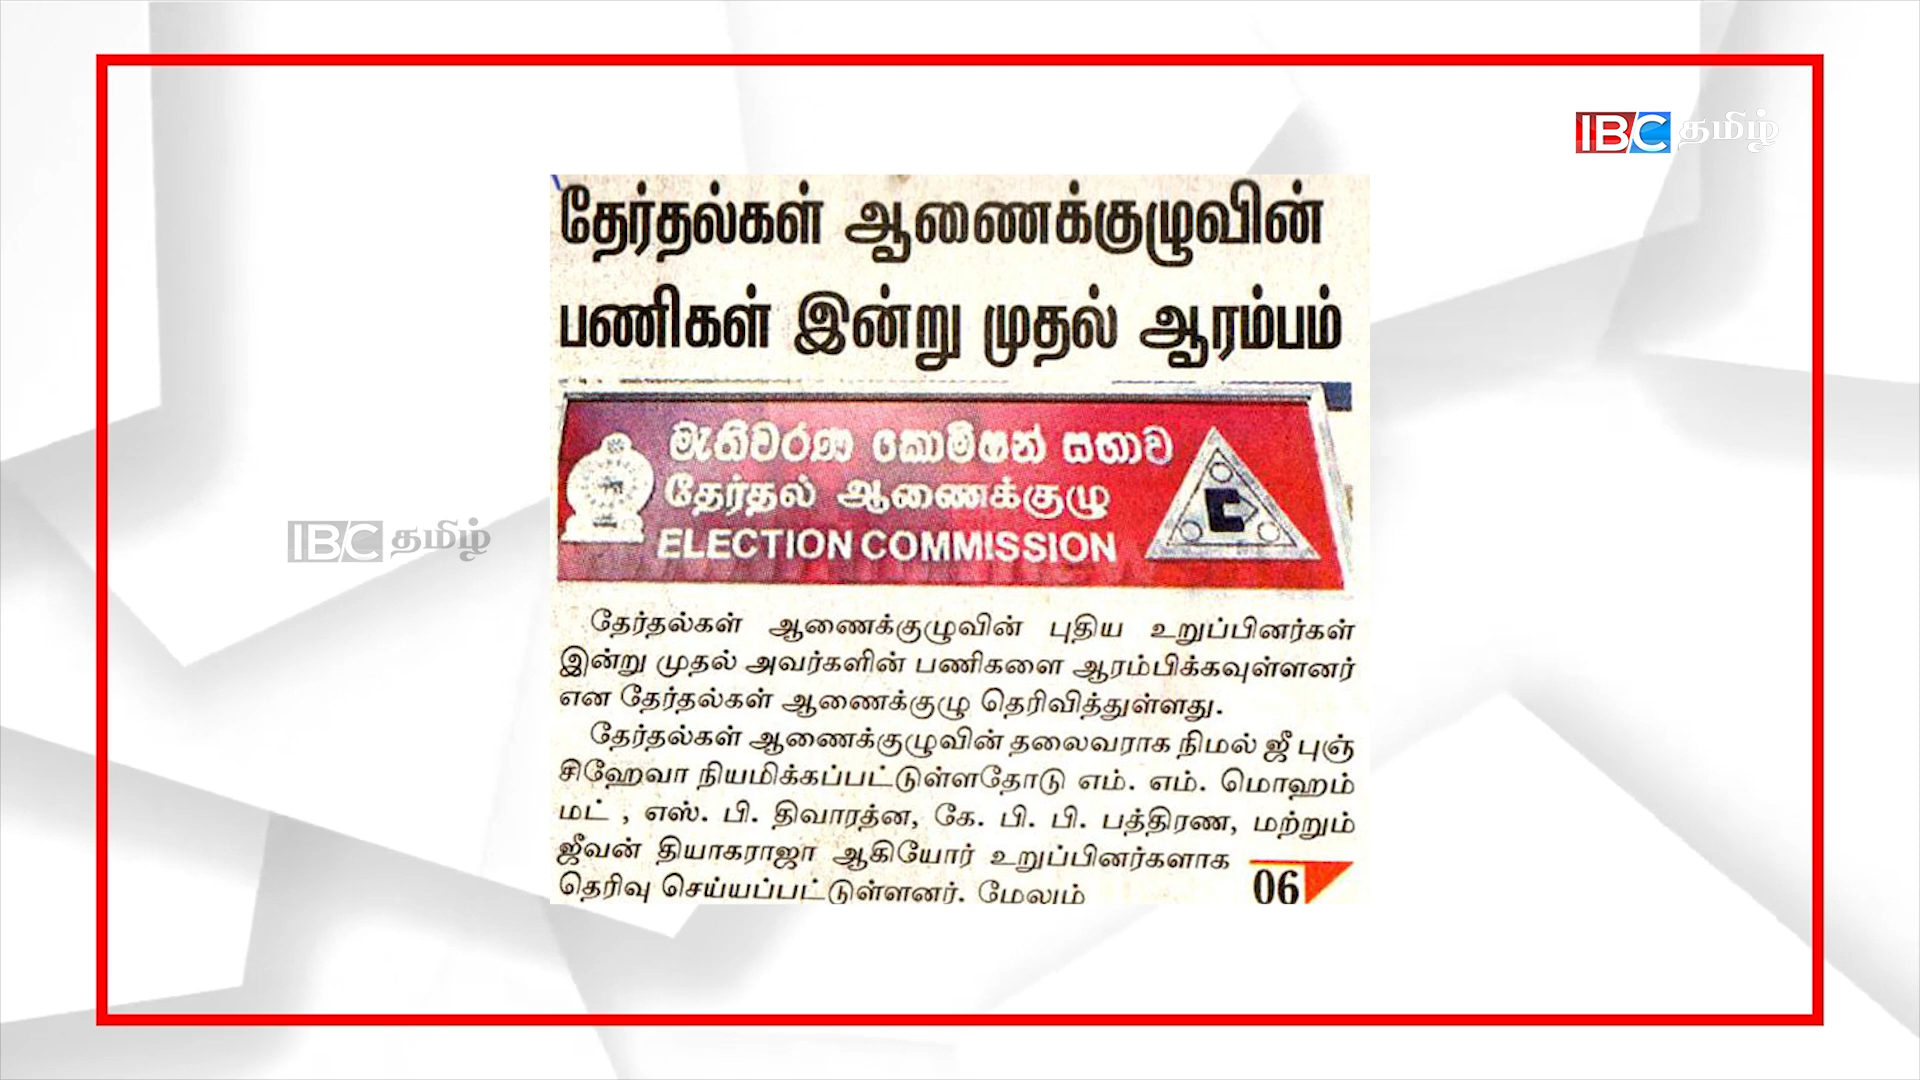 IBC தமிழ்
தேர்தல்கள் ஆணைக்குழுவின்
பணிகள் இன்று முதல் ஆரம்பம்
මැතිවරණ කොමිෂන් සභාව
தேர்தல் ஆணைக்குழு
ELECTION COMMISSION
IBC தமிழ்
தேர்தல்கள் ஆணைக்குழுவின் புதிய உறுப்பினர்கள்
இன்று முதல் அவர்களின் பணிகளை ஆரம்பிக்கவுள்ளனர்
என தேர்தல்கள் ஆணைக்குழு தெரிவித்துள்ளது.
தேர்தல்கள் ஆணைக்குழுவின் தலைவராக நிமல் ஜீ புஞ்
சிஹேவா நியமிக்கப்பட்டுள்ளதோடு எம். எம். மொஹம்
மட் , எஸ். பி. திவாரத்ன, கே. பி. பி. பத்திரண, மற்றும்
ஜீவன் தியாகராஜா ஆகியோர் உறுப்பினர்களாக
தெரிவு செய்யப்பட்டுள்ளனர். மேலும்
06